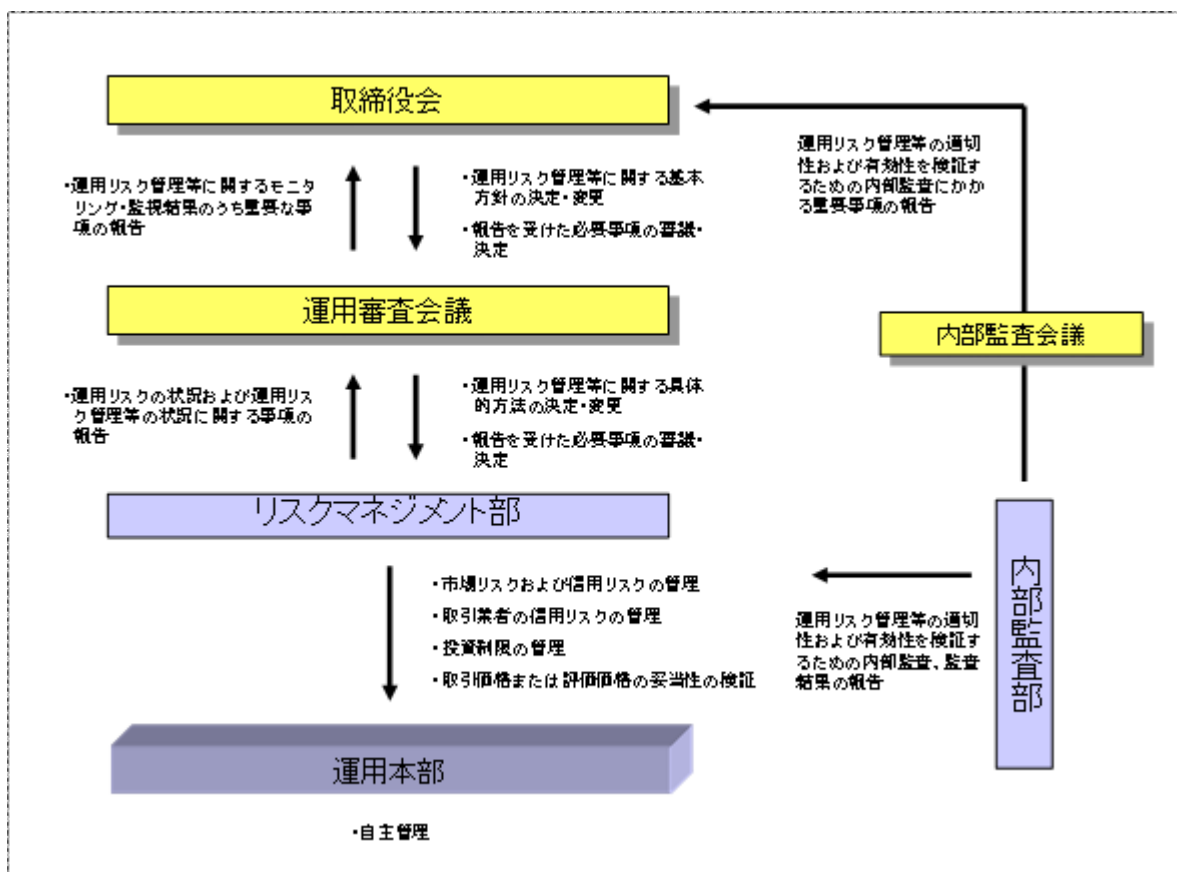 取締役会
・運用リスク管理等に関するモニタ
リング・監視結果のうち重要な事
項の報告
・運用リスク管理等に関する基本
方針の決定・変更
・報告を受けた必要事項の審議・
決定
運用リスク管理等の適切
性および有効性を検証す
るための内部監査にかか
る重要事項の報告
運用審査会議
内部監査会議
・運用リスクの状況および運用リス
ク管理等の状況に関する事項の
報告
・運用リスク管理等に関する具体
的方法の決定・変更
・報告を受けた必要事項の審議・
決定
リスクマネジメント部
・市場リスクおよび信用リスクの管理
・取引業者の信用リスクの管理
・投資制限の管理
・取引価格または評価価格の妥当性の検証
運用リスク管理等の適切
性および有効性を検証す
るための内部監査、監査
結果の報告
内部監査部
運用本部
・自主管理